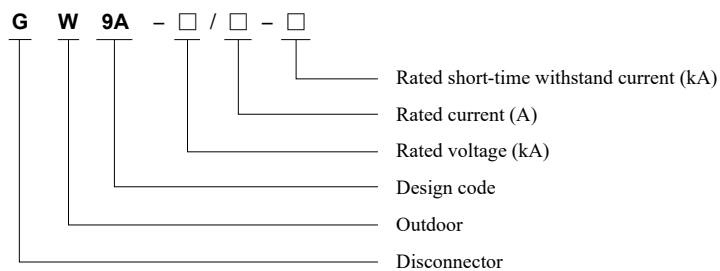 G W 9A – □ / □ – □
Rated short-time withstand current (kA)
Rated current (A)
Rated voltage (kA)
Design code
Outdoor
Disconnector